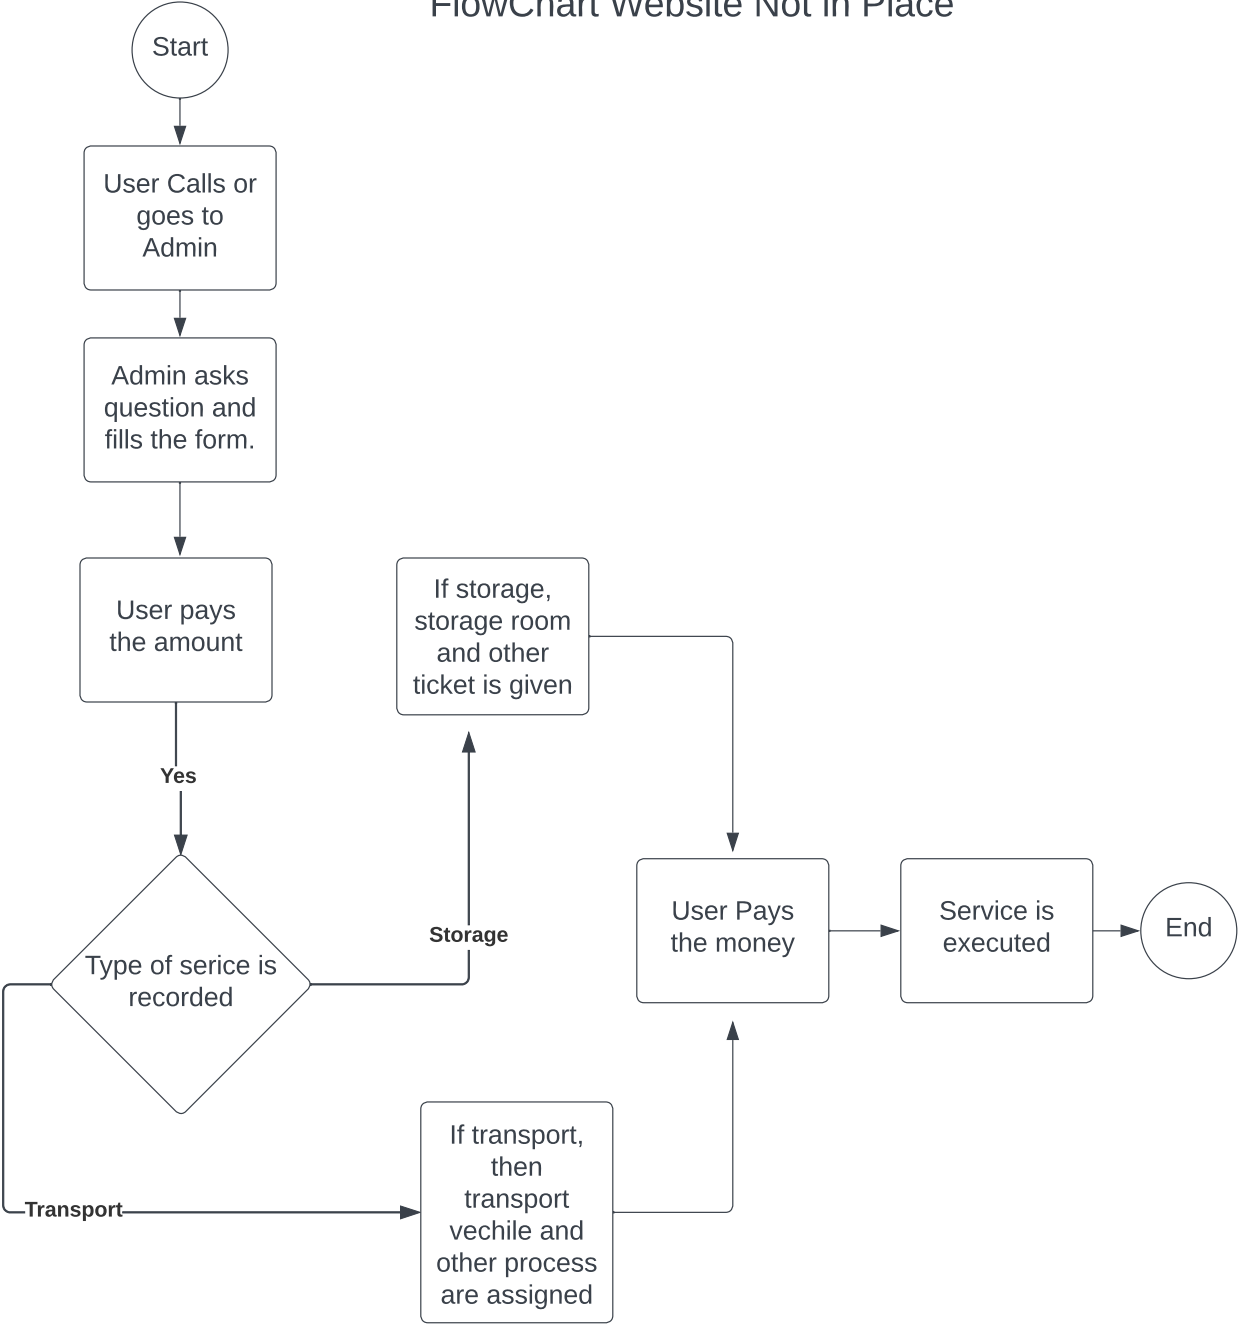 FlowChart Website Not in Place
Start
User Calls or
goes to
Admin
Admin asks
question and
fills the form.
User pays
the amount
Yes
Type of serice is
recorded
Storage
If storage,
storage room
and other
ticket is given
Transport
If transport,
then
transport
vechile and
other process
are assigned
User Pays
the money
Service is
executed
End